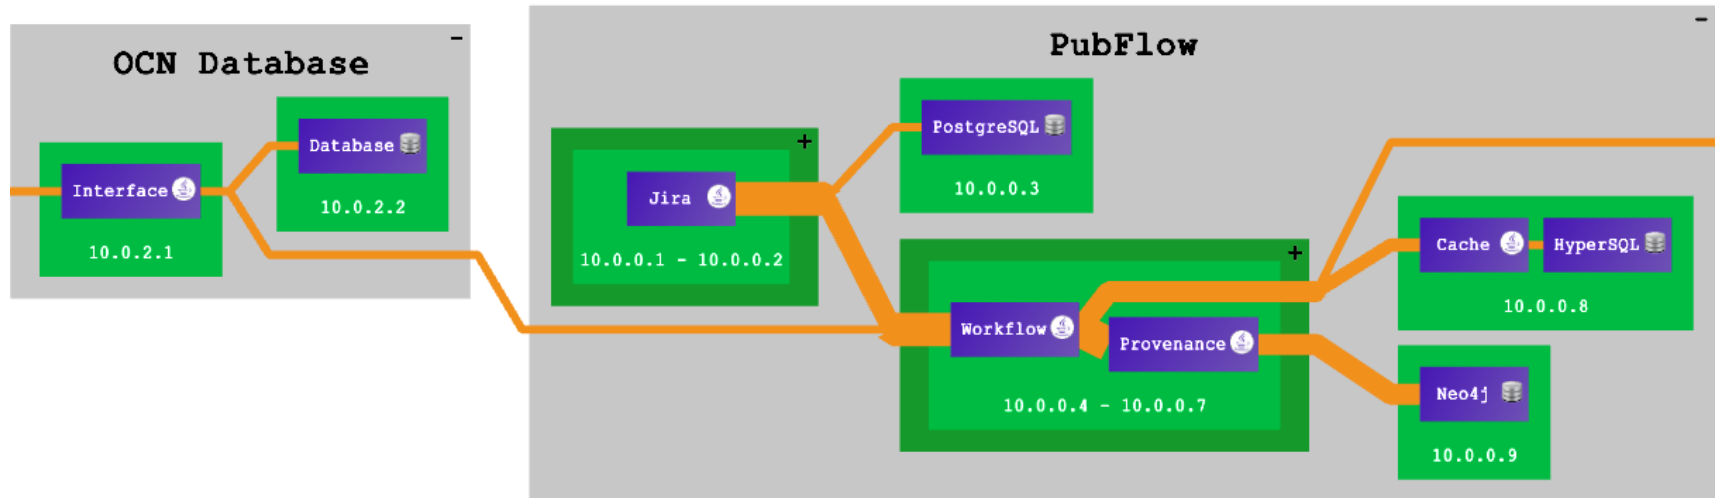 OCN Database
-
Interface
10.0.2.1
Database
10.0.2.2
PubFlow
-
+
Jira
10.0.0.1 - 10.0.0.2
PostgreSQL
10.0.0.3
+
Workflow
Provenance
10.0.0.4 - 10.0.0.7
Cache
HyperSQL
10.0.0.8
Neo4j
10.0.0.9